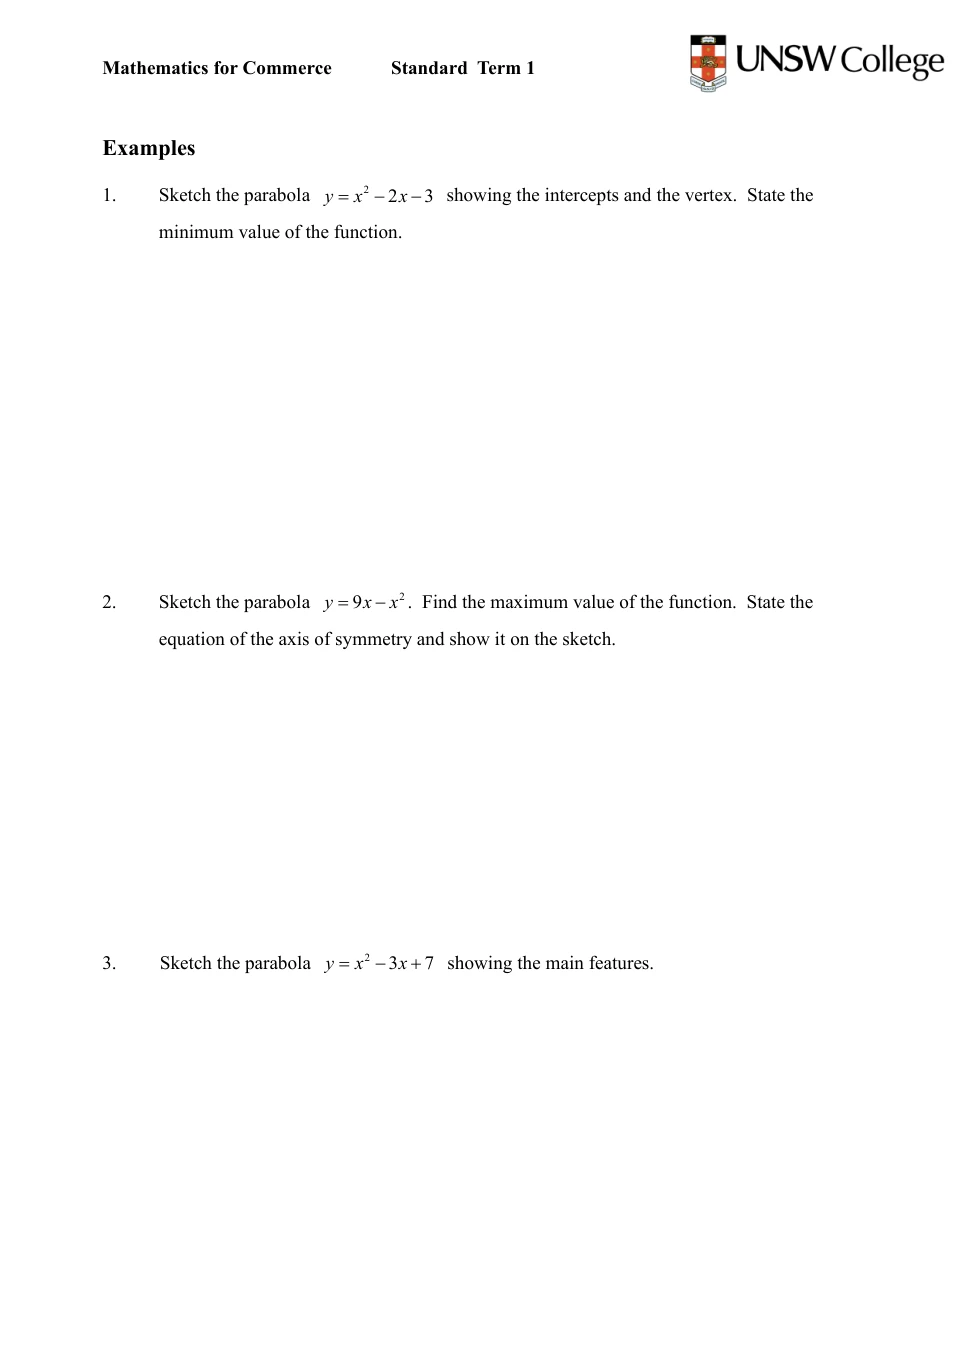 Mathematics for Commerce Standard Term 1
UNSW College
Examples
1. Sketch the parabola y = x² − 2x − 3 showing the intercepts and the vertex. State the
minimum value of the function.
2. Sketch the parabola y = 9x − x². Find the maximum value of the function. State the
equation of the axis of symmetry and show it on the sketch.
3. Sketch the parabola y = x² − 3x + 7 showing the main features.